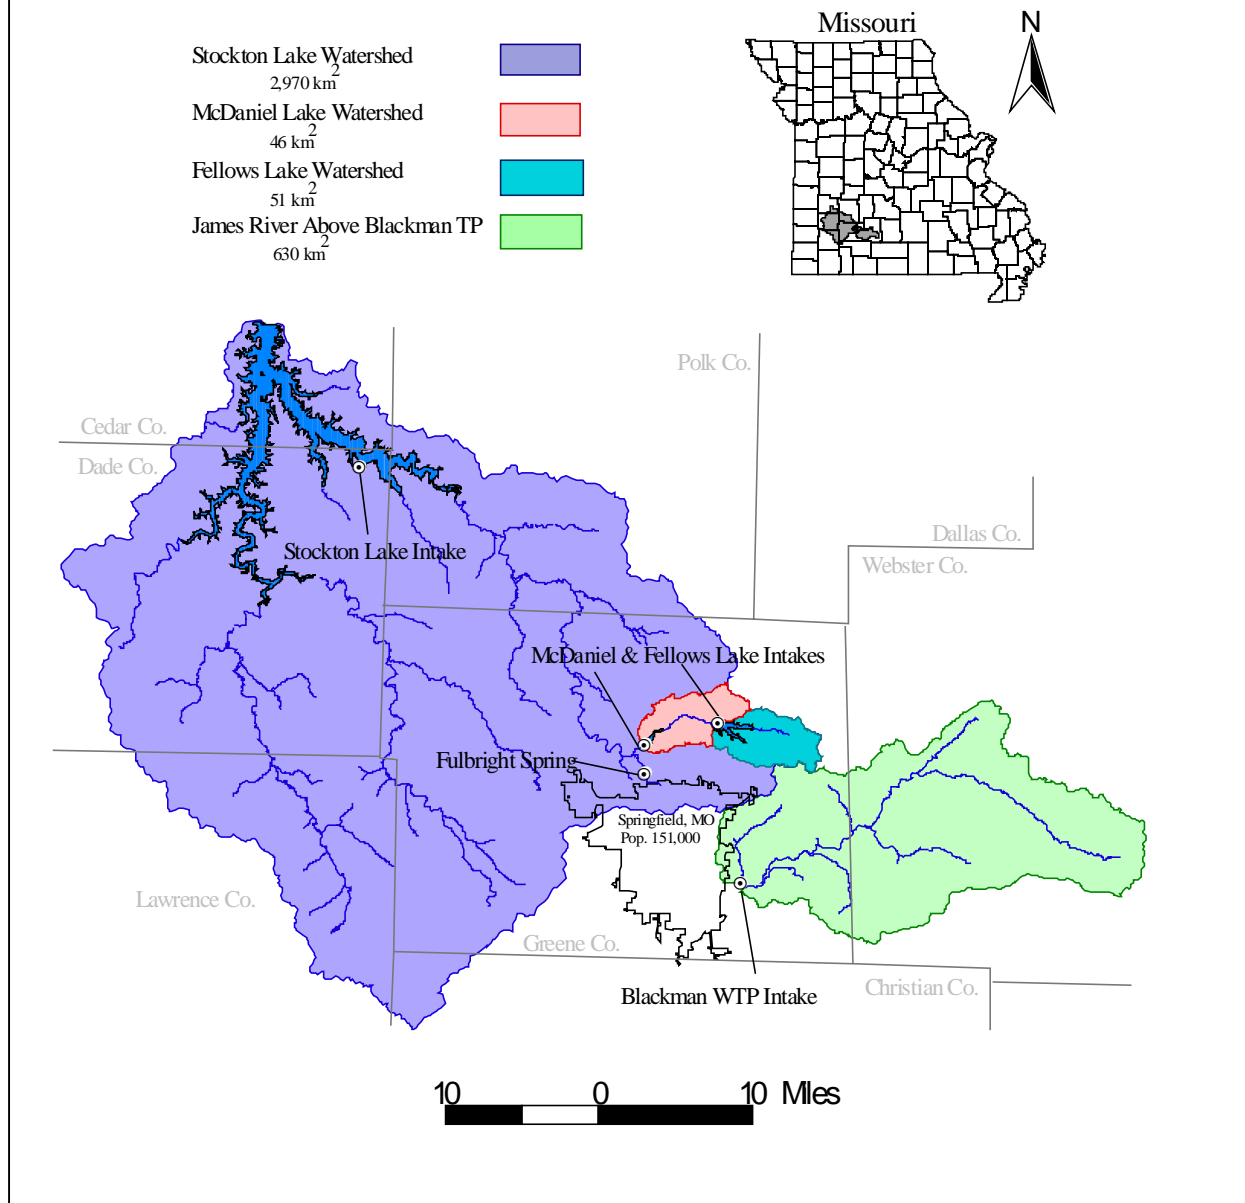 Missouri
N
Stockton Lake Watershed
2,970 km2
McDaniel Lake Watershed
46 km2
Fellows Lake Watershed
51 km2
James River Above Blackman TP
630 km2
Polk Co.
Cedar Co.
Dade Co.
Dallas Co.
Stockton Lake Intake
Webster Co.
McDaniel & Fellows Lake Intakes
Fulbright Spring
Springfield, MO
Pop. 151,000
Lawrence Co.
Greene Co.
Christian Co.
Blackman WTP Intake
10 0 10 Miles